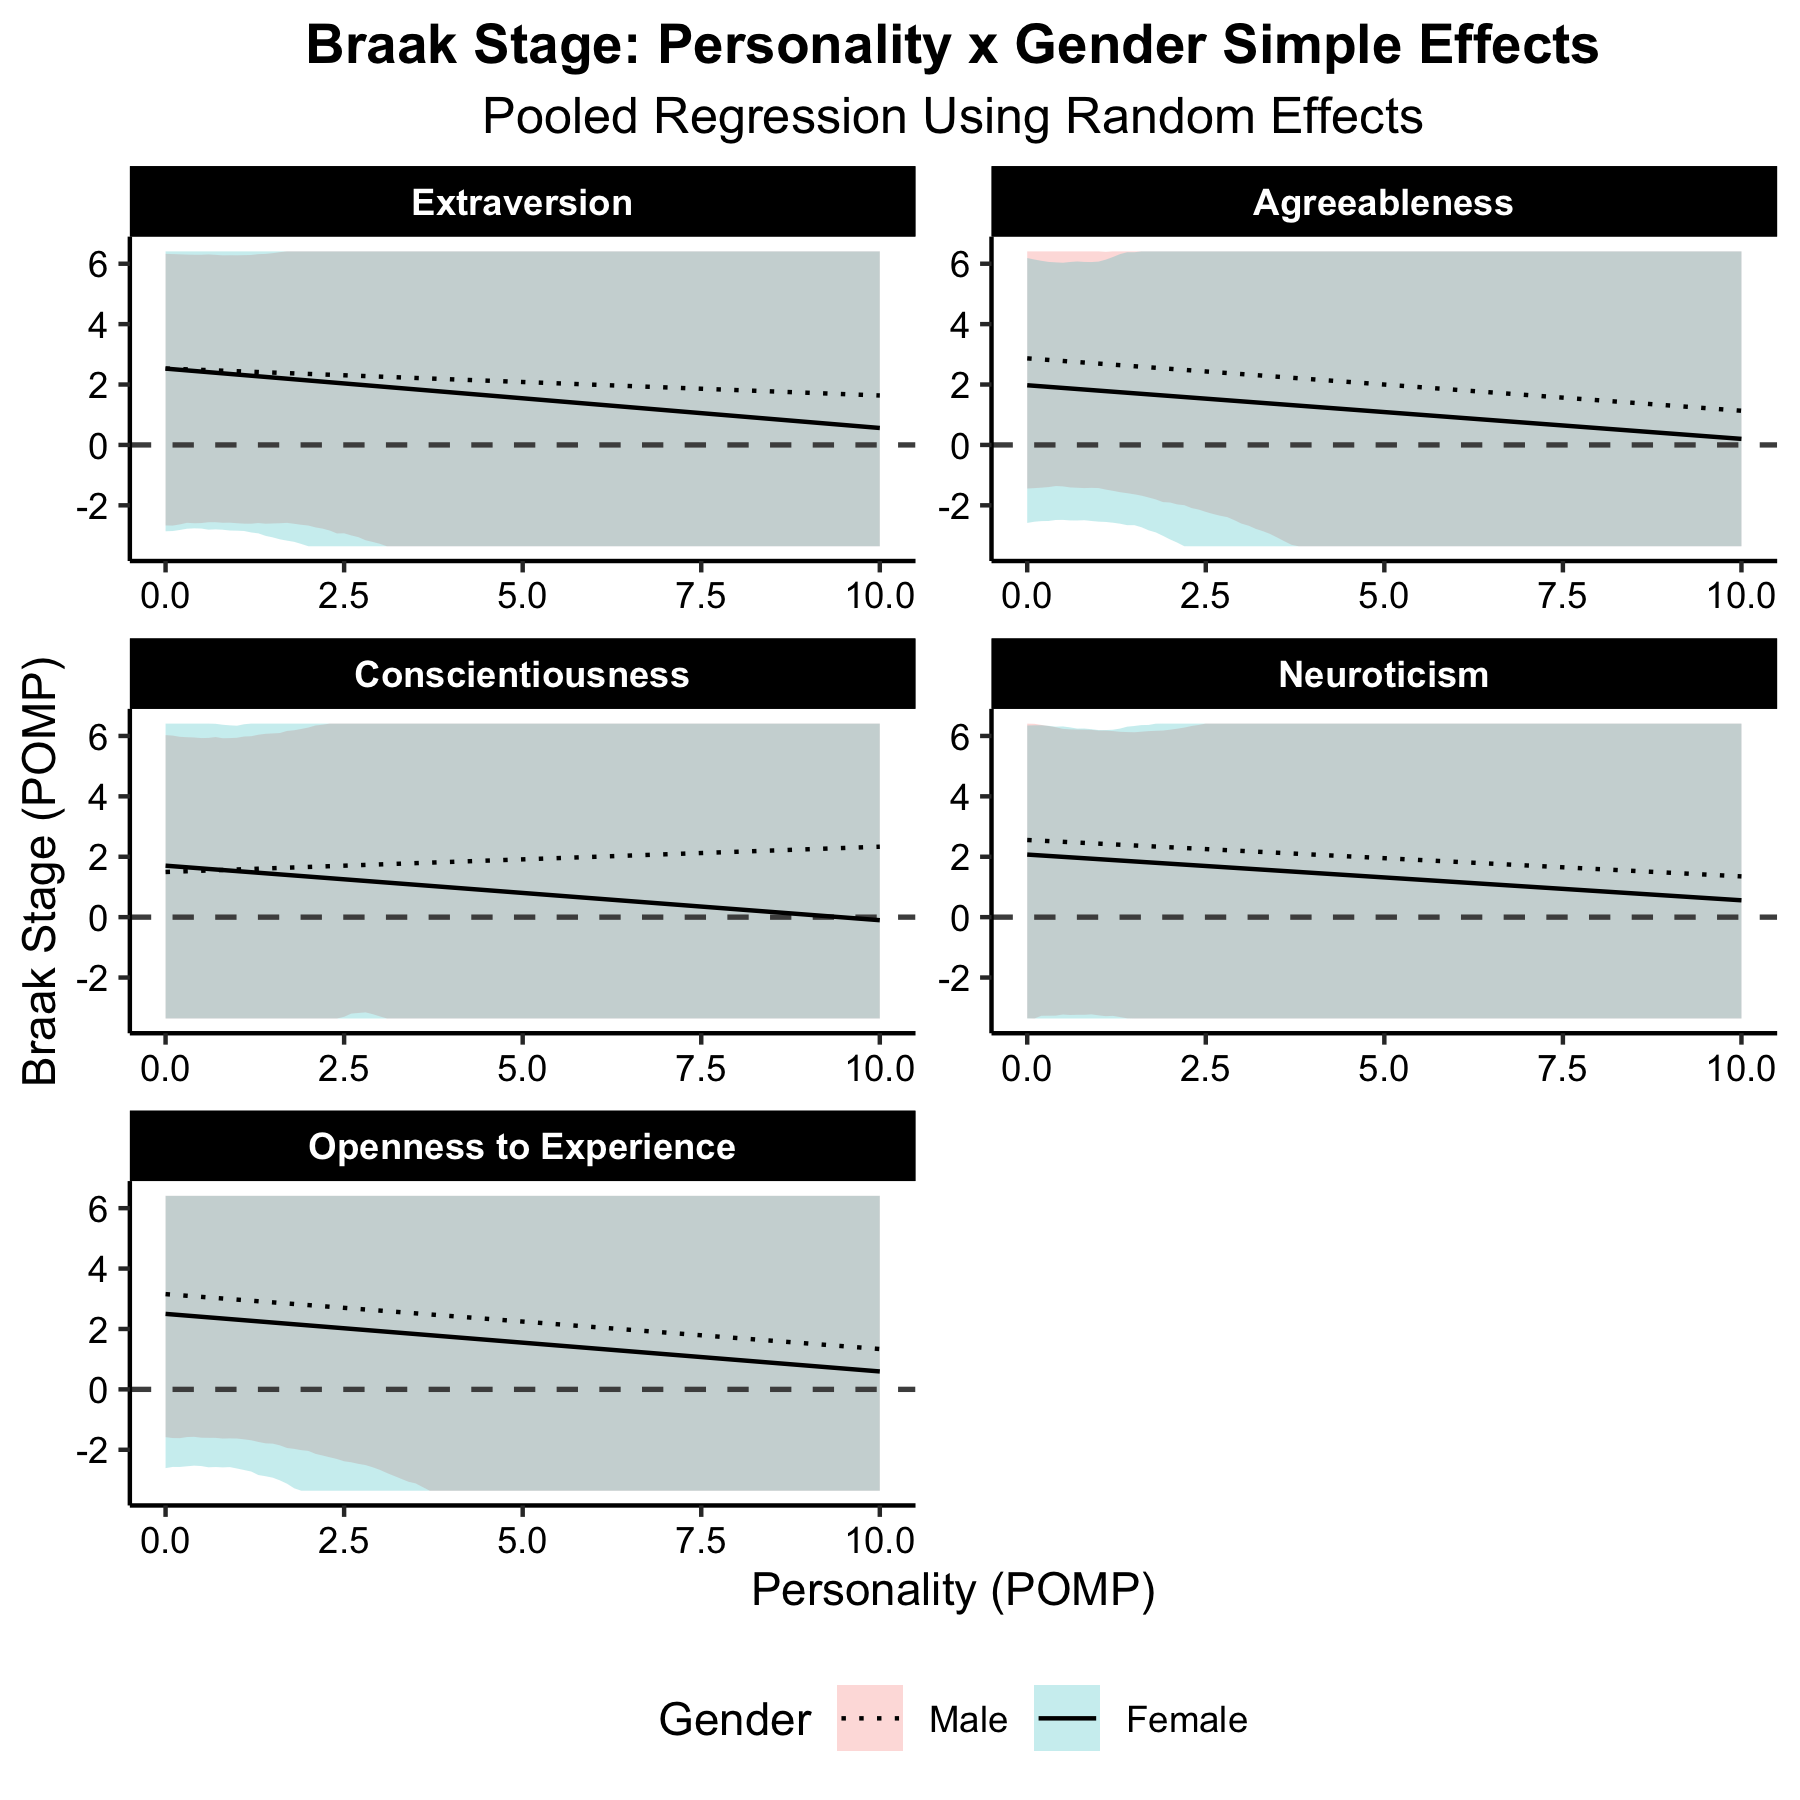 Braak Stage: Personality x Gender Simple Effects
Pooled Regression Using Random Effects
Extraversion
Agreeableness
6
4
2
0
-2
6
4
2
0
-2
0.0 2.5 5.0 7.5 10.0
0.0 2.5 5.0 7.5 10.0
Conscientiousness
Neuroticism
Braak Stage (POMP)
6
4
2
0
-2
6
4
2
0
-2
0.0 2.5 5.0 7.5 10.0
0.0 2.5 5.0 7.5 10.0
Openness to Experience
6
4
2
0
-2
0.0 2.5 5.0 7.5 10.0
Personality (POMP)
Gender Male Female